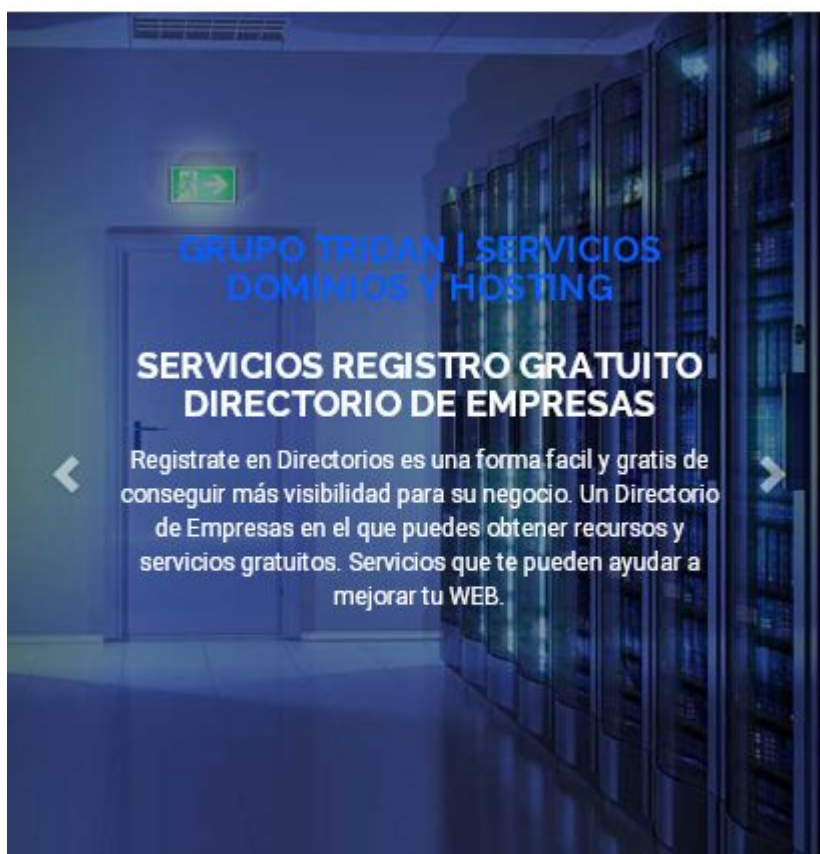 GRUPO TRIDAN | SERVICIOS
DOMINIOS Y HOSTING
SERVICIOS REGISTRO GRATUITO
DIRECTORIO DE EMPRESAS
Registrate en Directorios es una forma facil y gratis de
conseguir más visibilidad para su negocio. Un Directorio
de Empresas en el que puedes obtener recursos y
servicios gratuitos. Servicios que te pueden ayudar a
mejorar tu WEB.